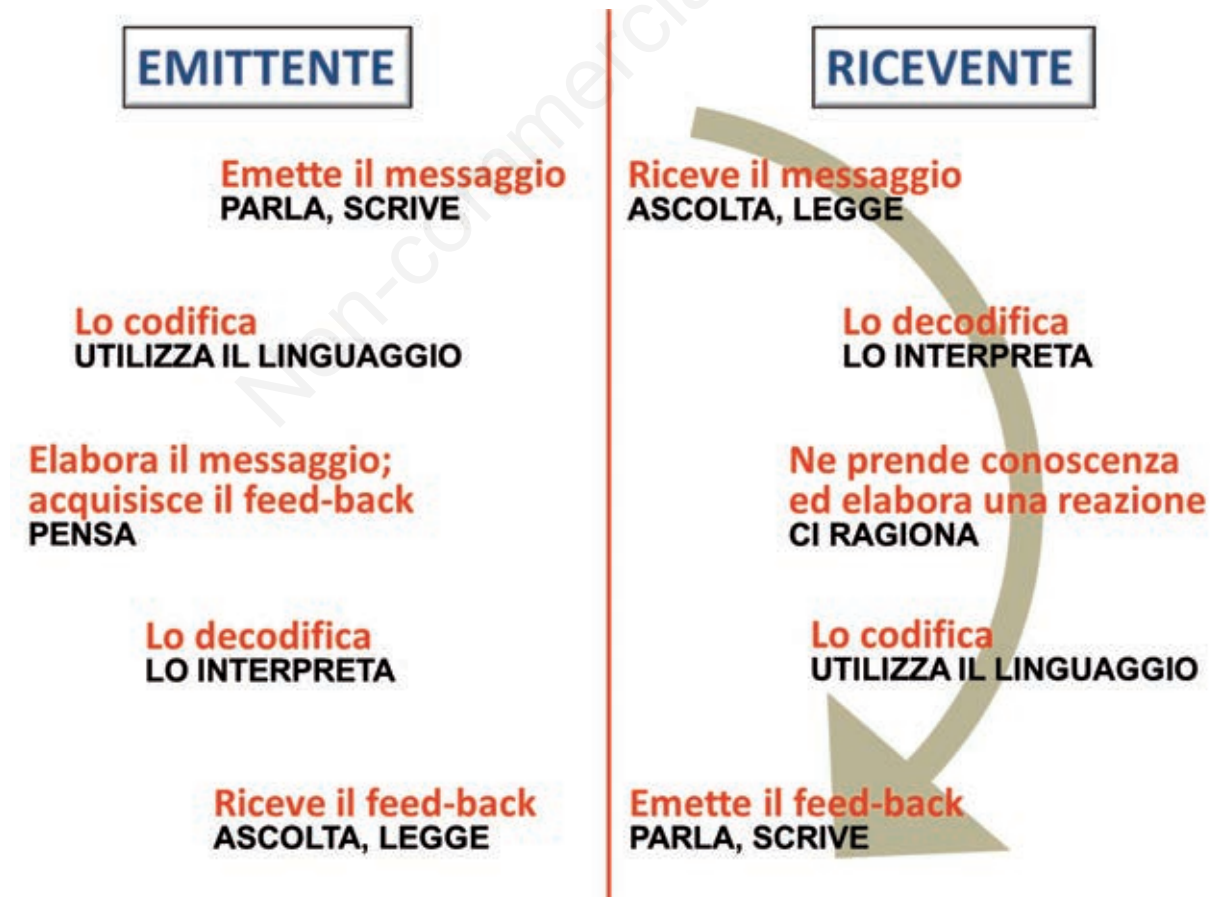 EMITTENTE
Emette il messaggio
PARLA, SCRIVE
Lo codifica
UTILIZZA IL LINGUAGGIO
Elabora il messaggio;
acquisisce il feed-back
PENSA
Lo decodifica
LO INTERPRETA
Riceve il feed-back
ASCOLTA, LEGGE
RICEVENTE
Riceve il messaggio
ASCOLTA, LEGGE
Lo decodifica
LO INTERPRETA
Ne prende conoscenza
ed elabora una reazione
CI RAGIONA
Lo codifica
UTILIZZA IL LINGUAGGIO
Emette il feed-back
PARLA, SCRIVE